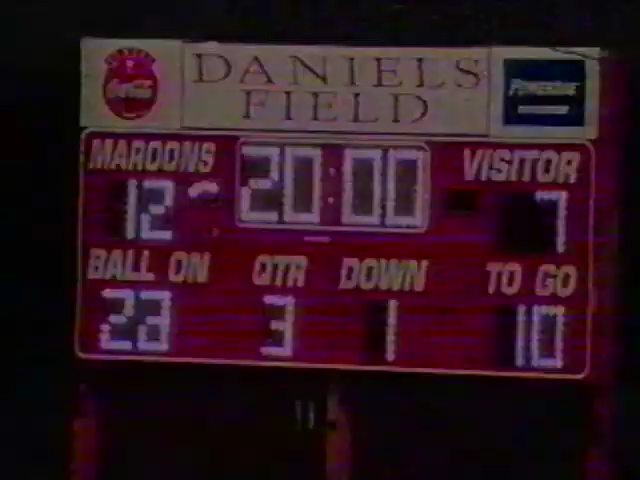 Coca-Cola
DANIELS
FIELD
MAROONS
20:00
VISITOR
12
7
BALL ON
QTR
DOWN
TO GO
23
3
1
10